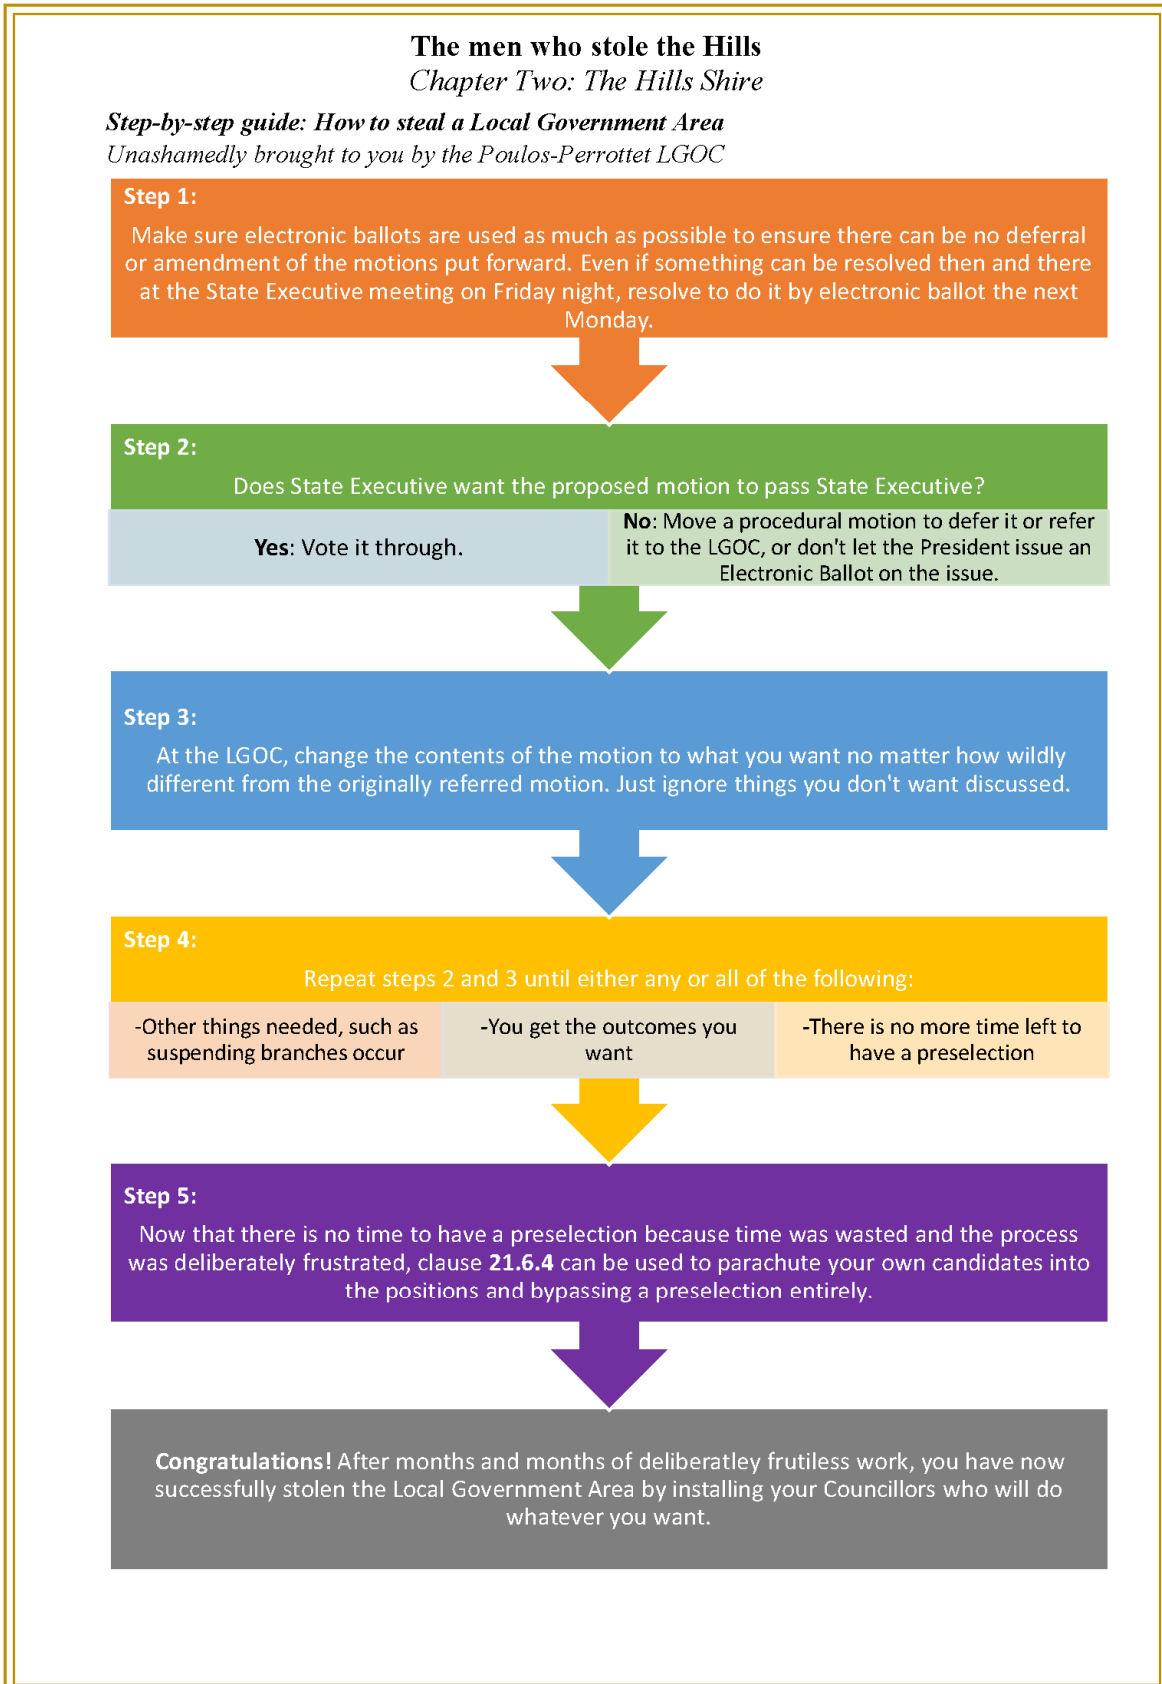 The men who stole the Hills
Chapter Two: The Hills Shire
Step-by-step guide: How to steal a Local Government Area
Unashamedly brought to you by the Poulos-Perrottet LGOC
Step 1:
Make sure electronic ballots are used as much as possible to ensure there can be no deferral
or amendment of the motions put forward. Even if something can be resolved then and there
at the State Executive meeting on Friday night, resolve to do it by electronic ballot the next
Monday.
Step 2:
Does State Executive want the proposed motion to pass State Executive?
Yes: Vote it through.
No: Move a procedural motion to defer it or refer
it to the LGOC, or don't let the President issue an
Electronic Ballot on the issue.
Step 3:
At the LGOC, change the contents of the motion to what you want no matter how wildly
different from the originally referred motion. Just ignore things you don't want discussed.
Step 4:
Repeat steps 2 and 3 until either any or all of the following:
-Other things needed, such as
suspending branches occur
-You get the outcomes you
want
-There is no more time left to
have a preselection
Step 5:
Now that there is no time to have a preselection because time was wasted and the process
was deliberately frustrated, clause 21.6.4 can be used to parachute your own candidates into
the positions and bypassing a preselection entirely.
Congratulations! After months and months of deliberatley frutiless work, you have now
successfully stolen the Local Government Area by installing your Councillors who will do
whatever you want.